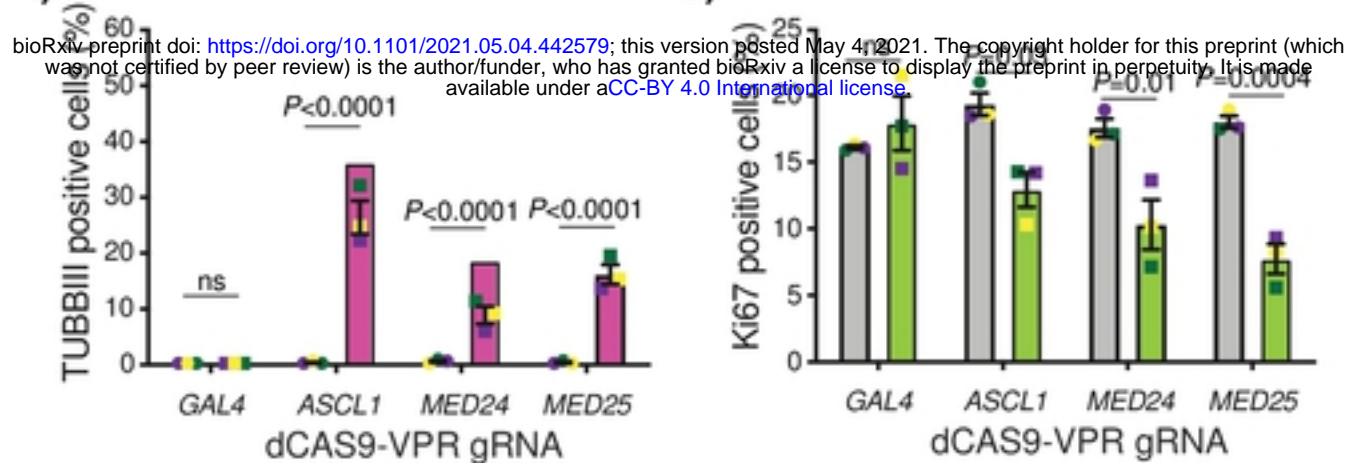 bioRxiv preprint doi: https://doi.org/10.1101/2021.05.04.442579; this version posted May 4, 2021. The copyright holder for this preprint (which
was not certified by peer review) is the author/funder, who has granted bioRxiv a license to display the preprint in perpetuity. It is made
available under aCC-BY 4.0 International license.
TUBBIII positive cells (%)
60
50
40
30
20
10
0
ns
P<0.0001
P<0.0001
P<0.0001
GAL4 ASCL1 MED24 MED25
dCAS9-VPR gRNA
Ki67 positive cells (%)
25
20
15
10
5
0
ns
P=0.01
P=0.0004
GAL4 ASCL1 MED24 MED25
dCAS9-VPR gRNA